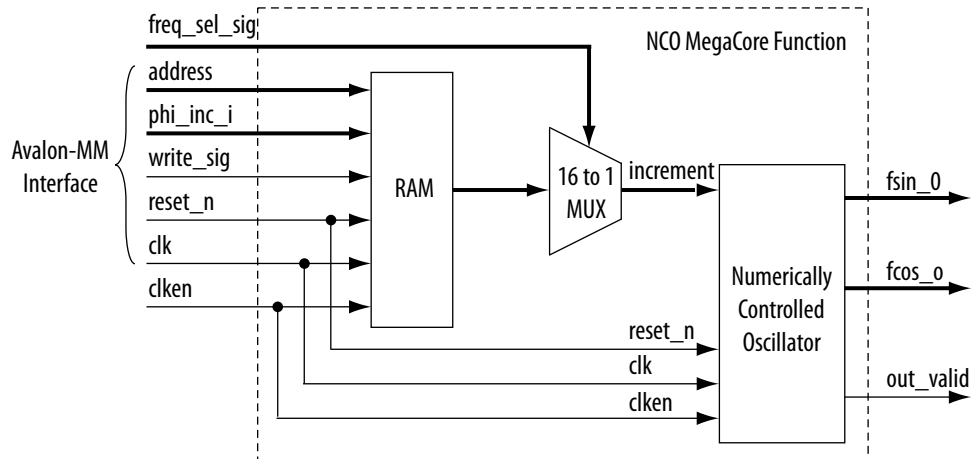 freq_sel_sig
NCO MegaCore Function
address
phi_inc_i
write_sig
reset_n
clk
clken
Avalon-MM
Interface
RAM
16 to 1
MUX
increment
Numerically
Controlled
Oscillator
reset_n
clk
clken
fsin_0
fcos_o
out_valid